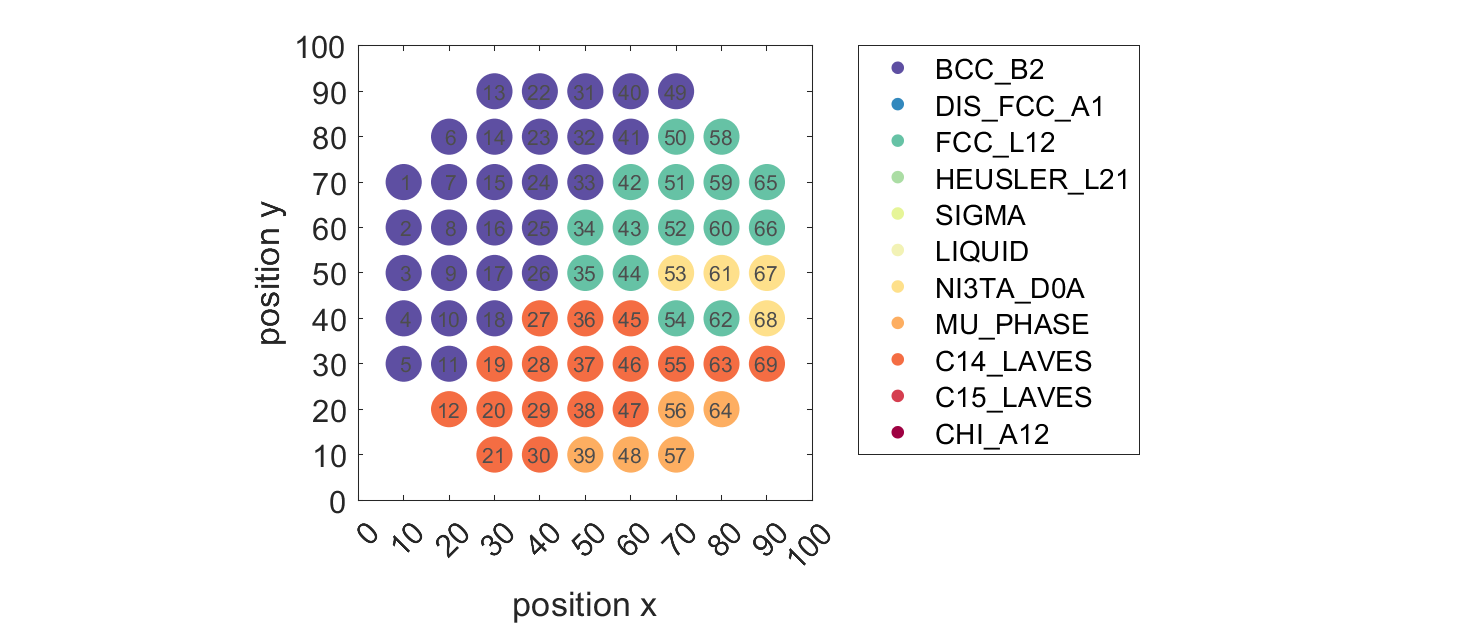 100
90
80
70
60
50
40
30
20
10
0
position y
13 22 31 40 49
6 14 23 32 41 50 58
1 7 15 24 33 42 51 59 65
2 8 16 25 34 43 52 60 66
3 9 17 26 35 44 53 61 67
4 10 18 27 36 45 54 62 68
5 11 19 28 37 46 55 63 69
12 20 29 38 47 56 64
21 30 39 48 57
0 10 20 30 40 50 60 70 80 90 100
position x
BCC_B2
DIS_FCC_A1
FCC_L12
HEUSLER_L21
SIGMA
LIQUID
NI3TA_D0A
MU_PHASE
C14_LAVES
C15_LAVES
CHI_A12